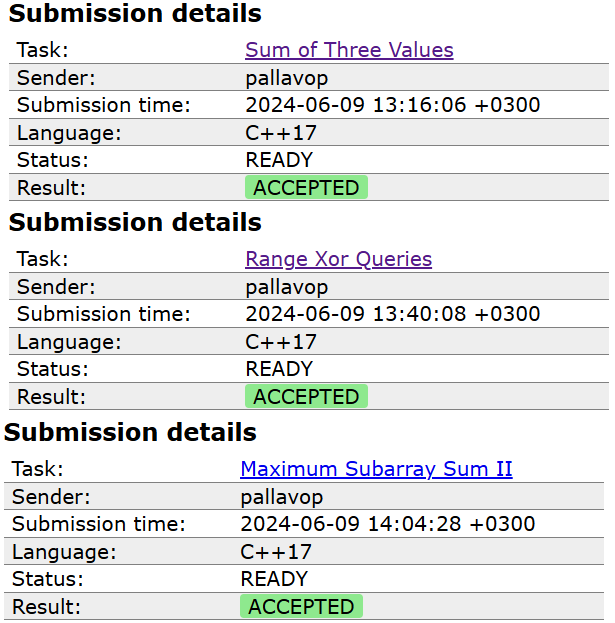 Submission details
Task: Sum of Three Values
Sender: pallavop
Submission time: 2024-06-09 13:16:06 +0300
Language: C++17
Status: READY
Result: ACCEPTED
Submission details
Task: Range Xor Queries
Sender: pallavop
Submission time: 2024-06-09 13:40:08 +0300
Language: C++17
Status: READY
Result: ACCEPTED
Submission details
Task: Maximum Subarray Sum II
Sender: pallavop
Submission time: 2024-06-09 14:04:28 +0300
Language: C++17
Status: READY
Result: ACCEPTED